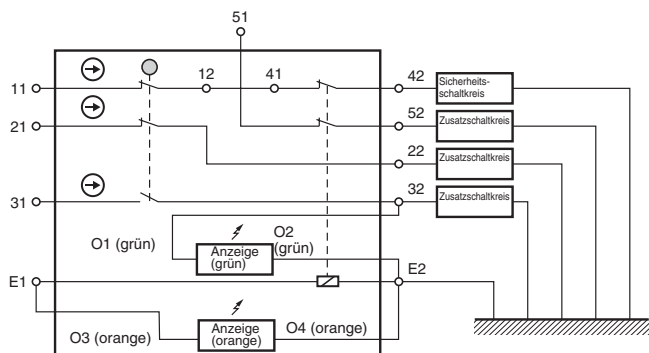 51
11
12
41
42
Sicherheits-
schaltkreis
21
52
Zusatzschaltkreis
22
Zusatzschaltkreis
31
32
Zusatzschaltkreis
O1 (grün)
Anzeige
(grün)
O2
(grün)
E1
E2
O3 (orange)
Anzeige
(orange)
O4 (orange)